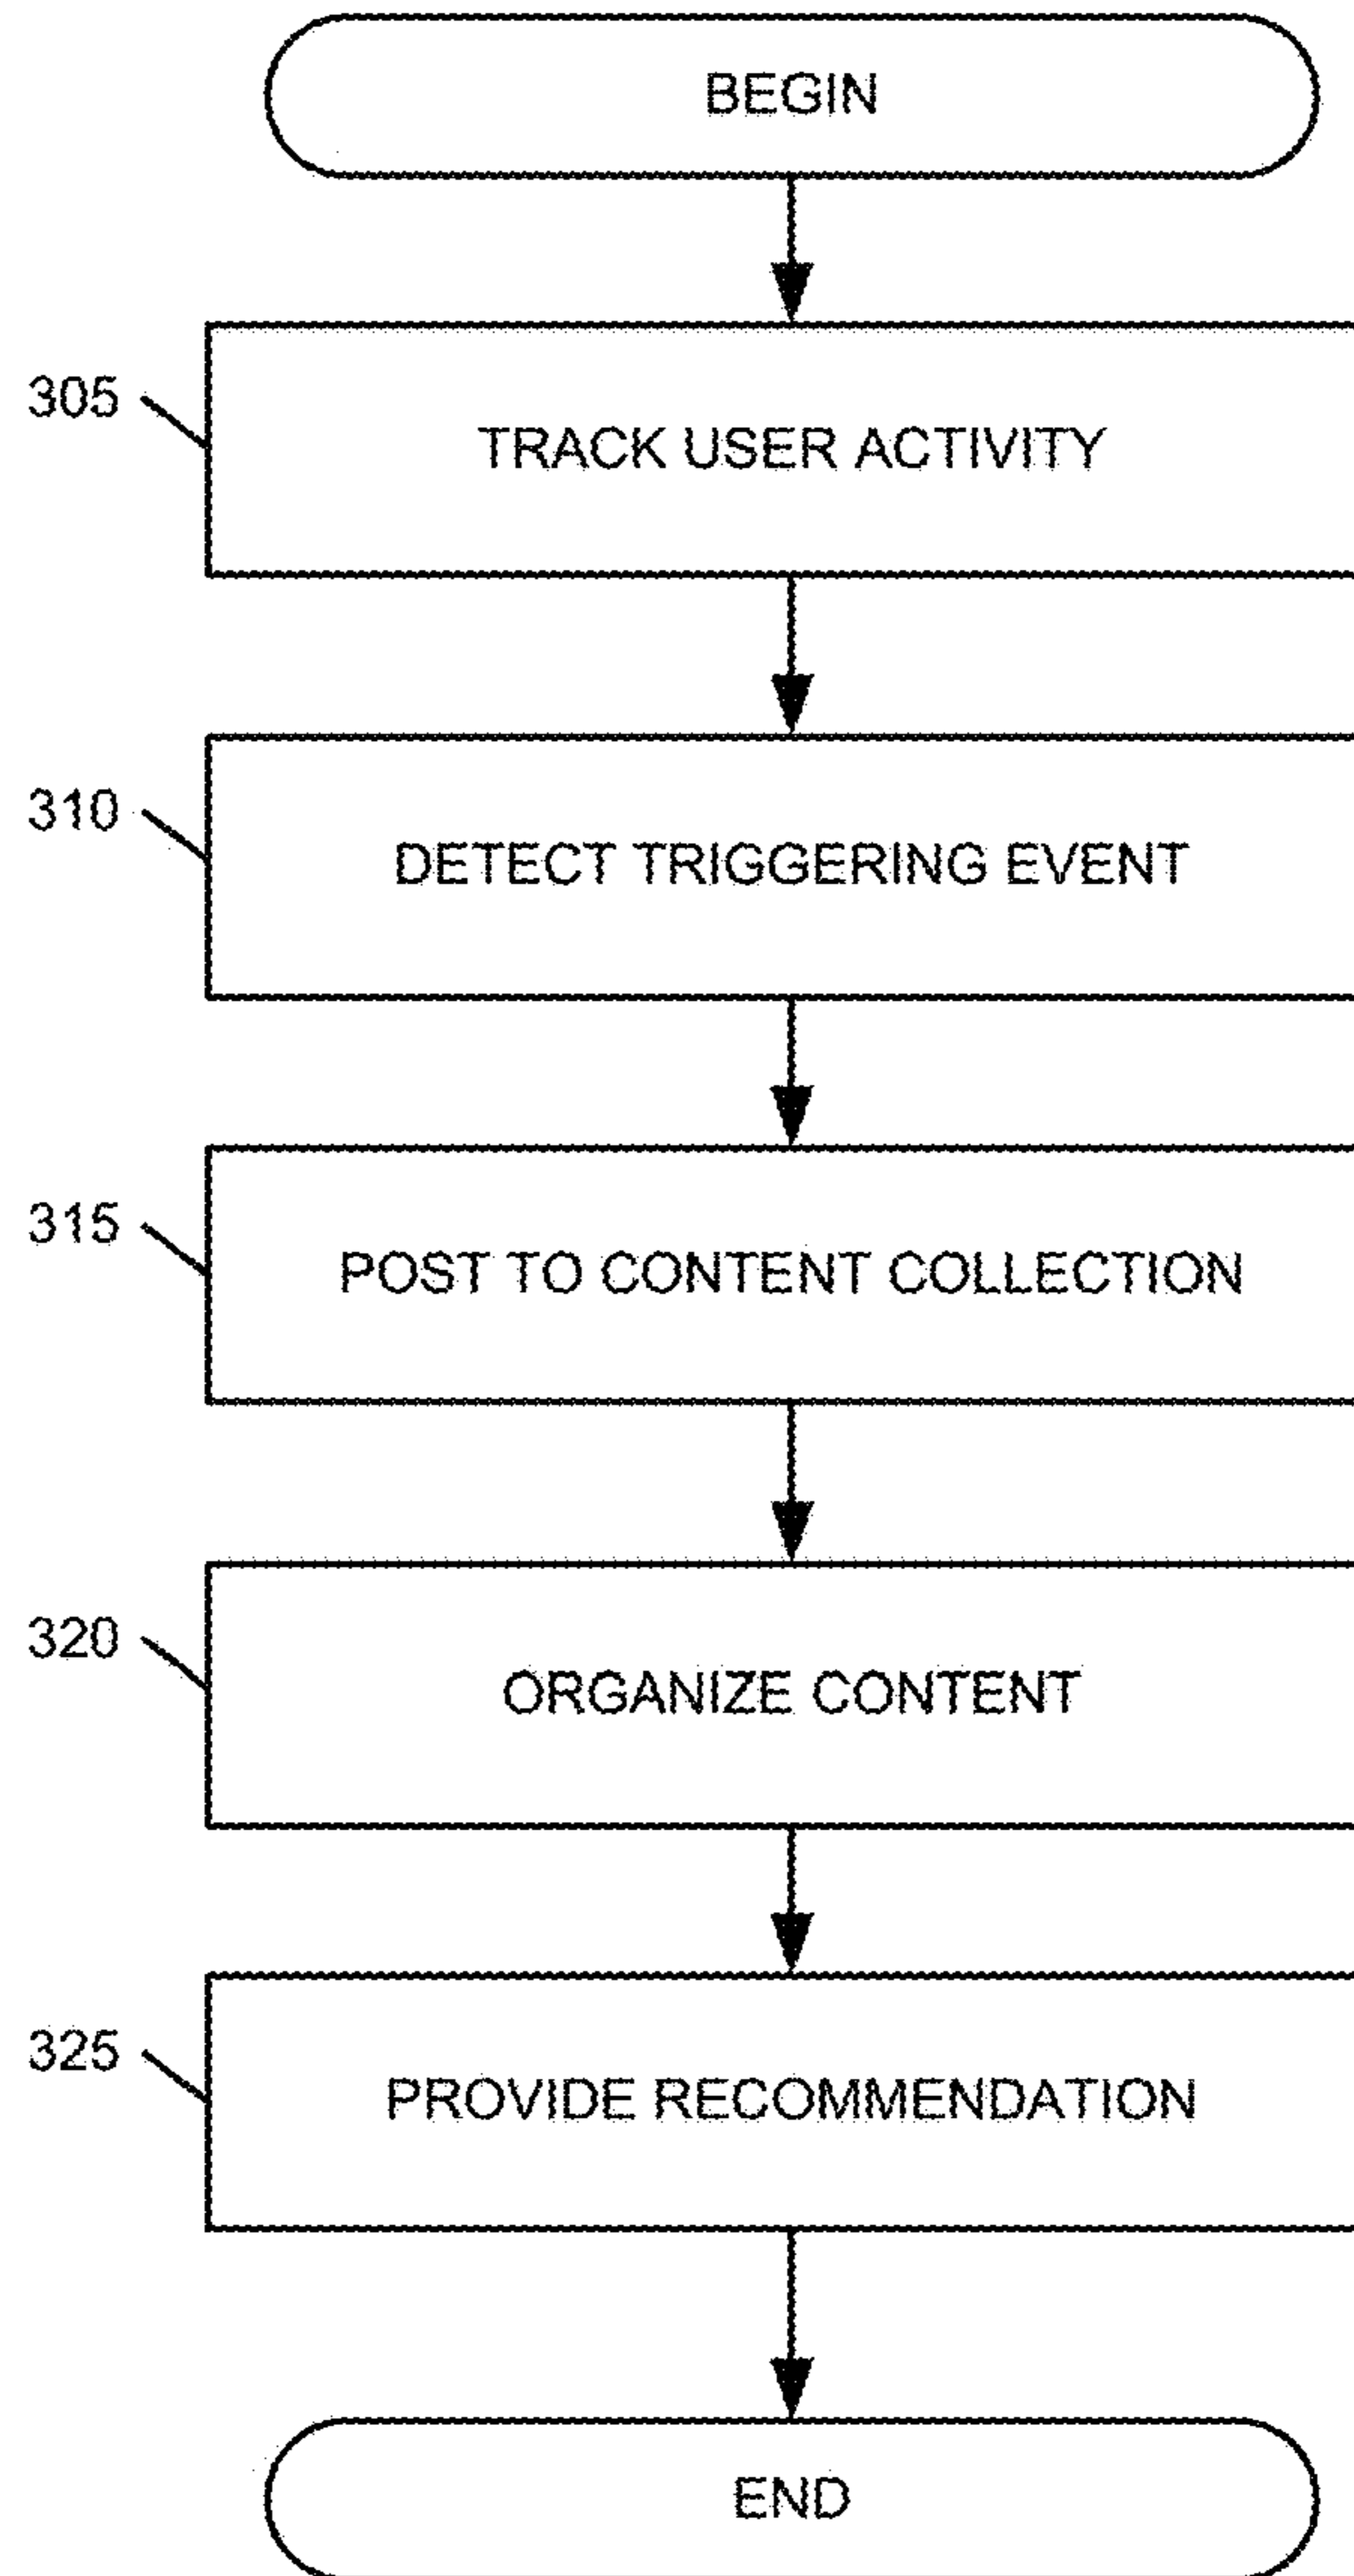 BEGIN
305
TRACK USER ACTIVITY
310
DETECT TRIGGERING EVENT
315
POST TO CONTENT COLLECTION
320
ORGANIZE CONTENT
325
PROVIDE RECOMMENDATION
END